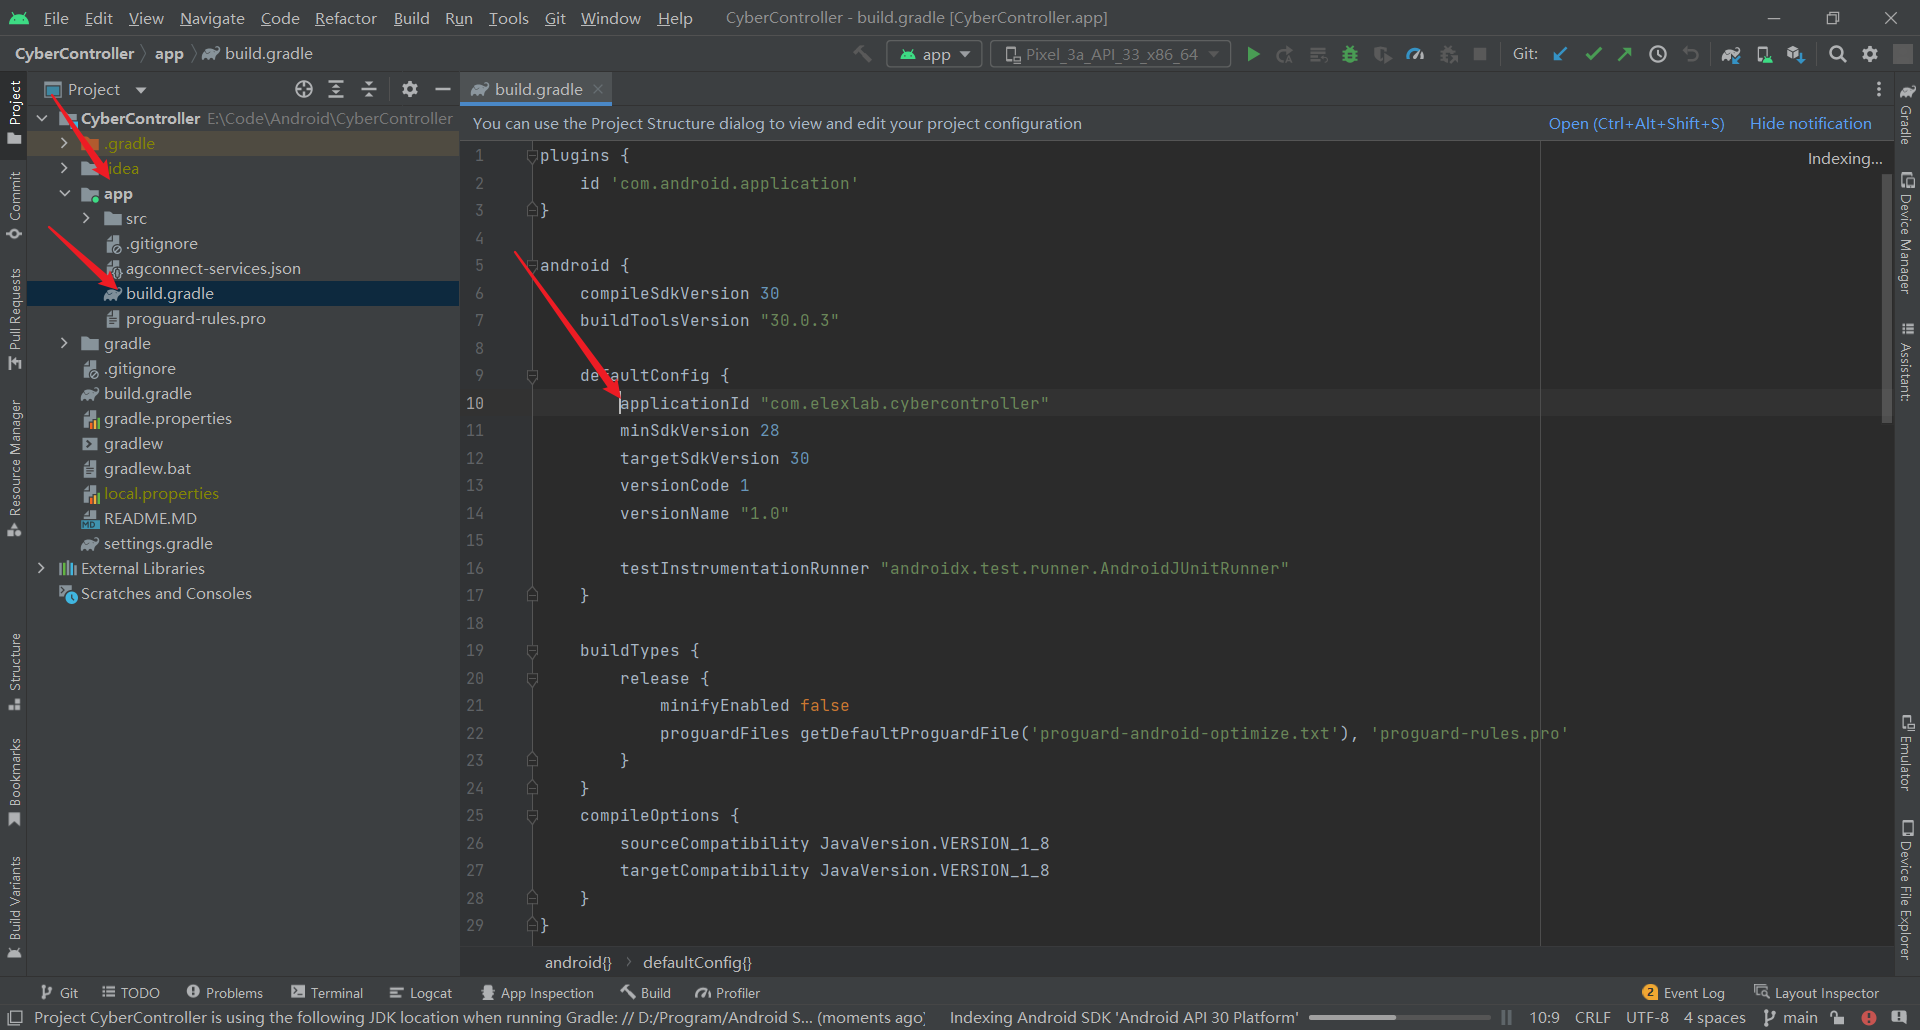 File Edit View Navigate Code Refactor Build Run Tools Git Window Help CyberController - build.gradle [CyberController.app]
CyberController app build.gradle
app
Pixel_3a_API_33_x86_64
Git:
Project
build.gradle
CyberController E:\Code\Android\CyberController
.gradle
idea
app
src
.gitignore
agconnect-services.json
build.gradle
proguard-rules.pro
gradle
.gitignore
build.gradle
gradle.properties
gradlew
gradlew.bat
local.properties
README.MD
settings.gradle
External Libraries
Scratches and Consoles
Project
Commit
Pull Requests
Resource Manager
Structure
Bookmarks
Build Variants
You can use the Project Structure dialog to view and edit your project configuration
Open (Ctrl+Alt+Shift+S) Hide notification
Indexing...
1 plugins {
2 id 'com.android.application'
3 }
4
5 android {
6 compileSdkVersion 30
7 buildToolsVersion "30.0.3"
8
9 defaultConfig {
10 applicationId "com.elexlab.cybercontroller"
11 minSdkVersion 28
12 targetSdkVersion 30
13 versionCode 1
14 versionName "1.0"
15
16 testInstrumentationRunner "androidx.test.runner.AndroidJUnitRunner"
17 }
18
19 buildTypes {
20 release {
21 minifyEnabled false
22 proguardFiles getDefaultProguardFile('proguard-android-optimize.txt'), 'proguard-rules.pro'
23 }
24 }
25 compileOptions {
26 sourceCompatibility JavaVersion.VERSION_1_8
27 targetCompatibility JavaVersion.VERSION_1_8
28 }
29 }
android{} defaultConfig{}
Gradle
Device Manager
Assistant:
Emulator
Device File Explorer
Git TODO Problems Terminal Logcat App Inspection Build Profiler
2 Event Log Layout Inspector
Project CyberController is using the following JDK location when running Gradle: // D:/Program/Android S... (moments ago)
Indexing Android SDK 'Android API 30 Platform'
10:9 CRLF UTF-8 4 spaces main